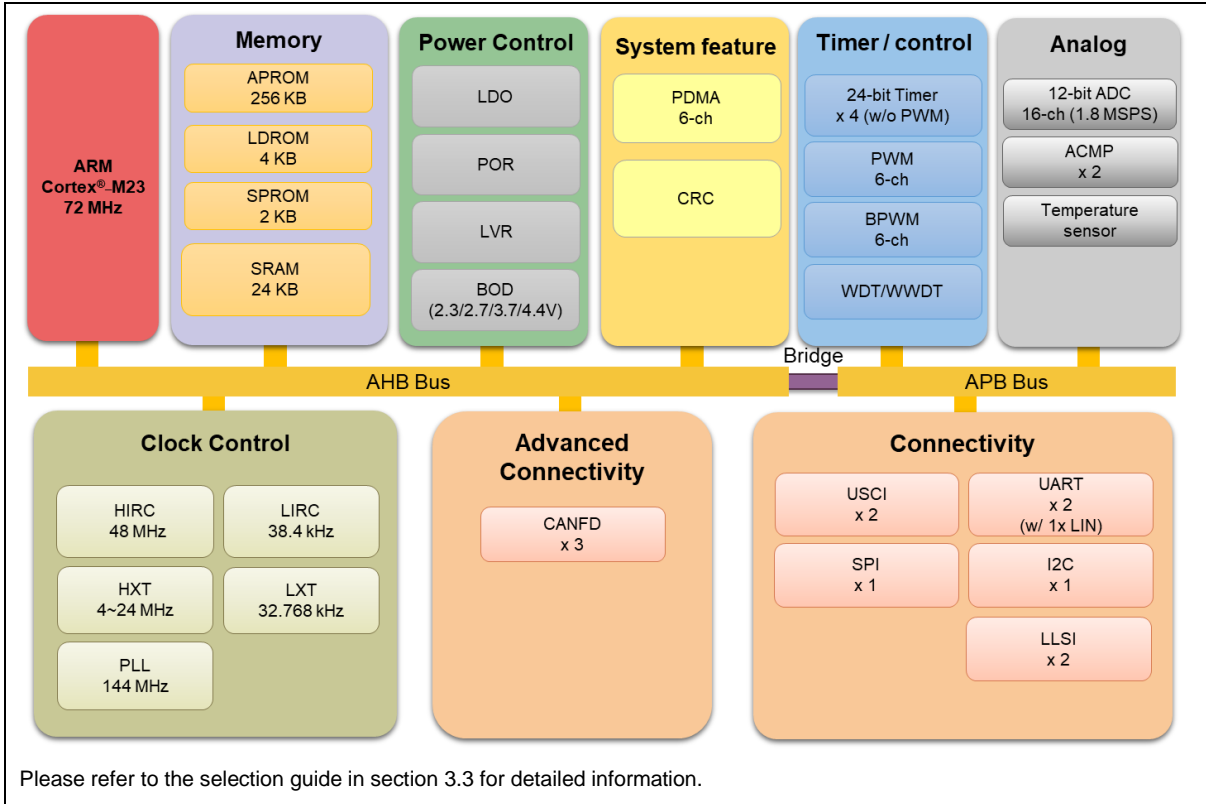 ARM
Cortex®-M23
72 MHz
Memory
APROM
256 KB
LDROM
4 KB
SPROM
2 KB
SRAM
24 KB
Power Control
LDO
POR
LVR
BOD
(2.3/2.7/3.7/4.4V)
System feature
PDMA
6-ch
CRC
Timer / control
24-bit Timer
x 4 (w/o PWM)
PWM
6-ch
BPWM
6-ch
WDT/WWDT
Analog
12-bit ADC
16-ch (1.8 MSPS)
ACMP
x 2
Temperature
sensor
AHB Bus
Bridge
APB Bus
Clock Control
HIRC
48 MHz
LIRC
38.4 kHz
HXT
4~24 MHz
LXT
32.768 kHz
PLL
144 MHz
Advanced
Connectivity
CANFD
x 3
Connectivity
USCI
x 2
UART
x 2
(w/ 1x LIN)
SPI
x 1
I2C
x 1
LLSI
x 2
Please refer to the selection guide in section 3.3 for detailed information.